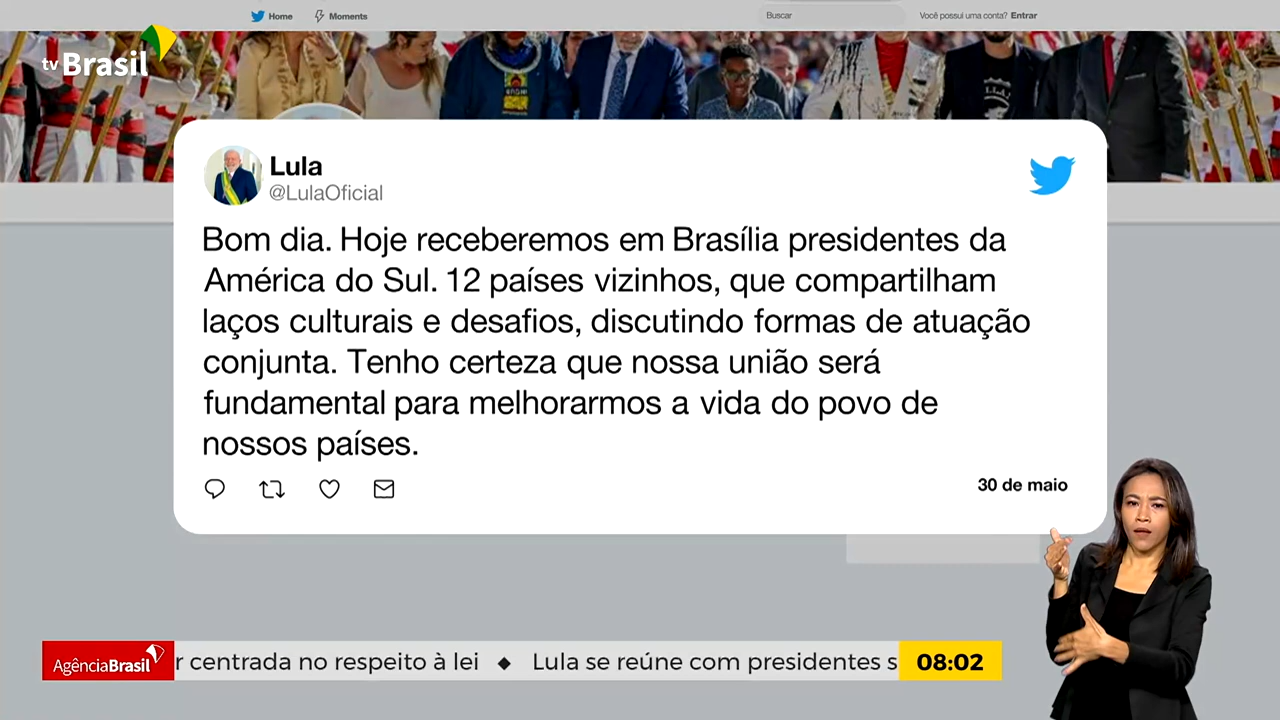 Home Moments Buscar Você possui uma conta? Entrar
tv Brasil
Lula
@LulaOficial
Bom dia. Hoje receberemos em Brasília presidentes da
América do Sul. 12 países vizinhos, que compartilham
laços culturais e desafios, discutindo formas de atuação
conjunta. Tenho certeza que nossa união será
fundamental para melhorarmos a vida do povo de
nossos países.
30 de maio
AgênciaBrasil r centrada no respeito à lei ◆ Lula se reúne com presidentes s 08:02